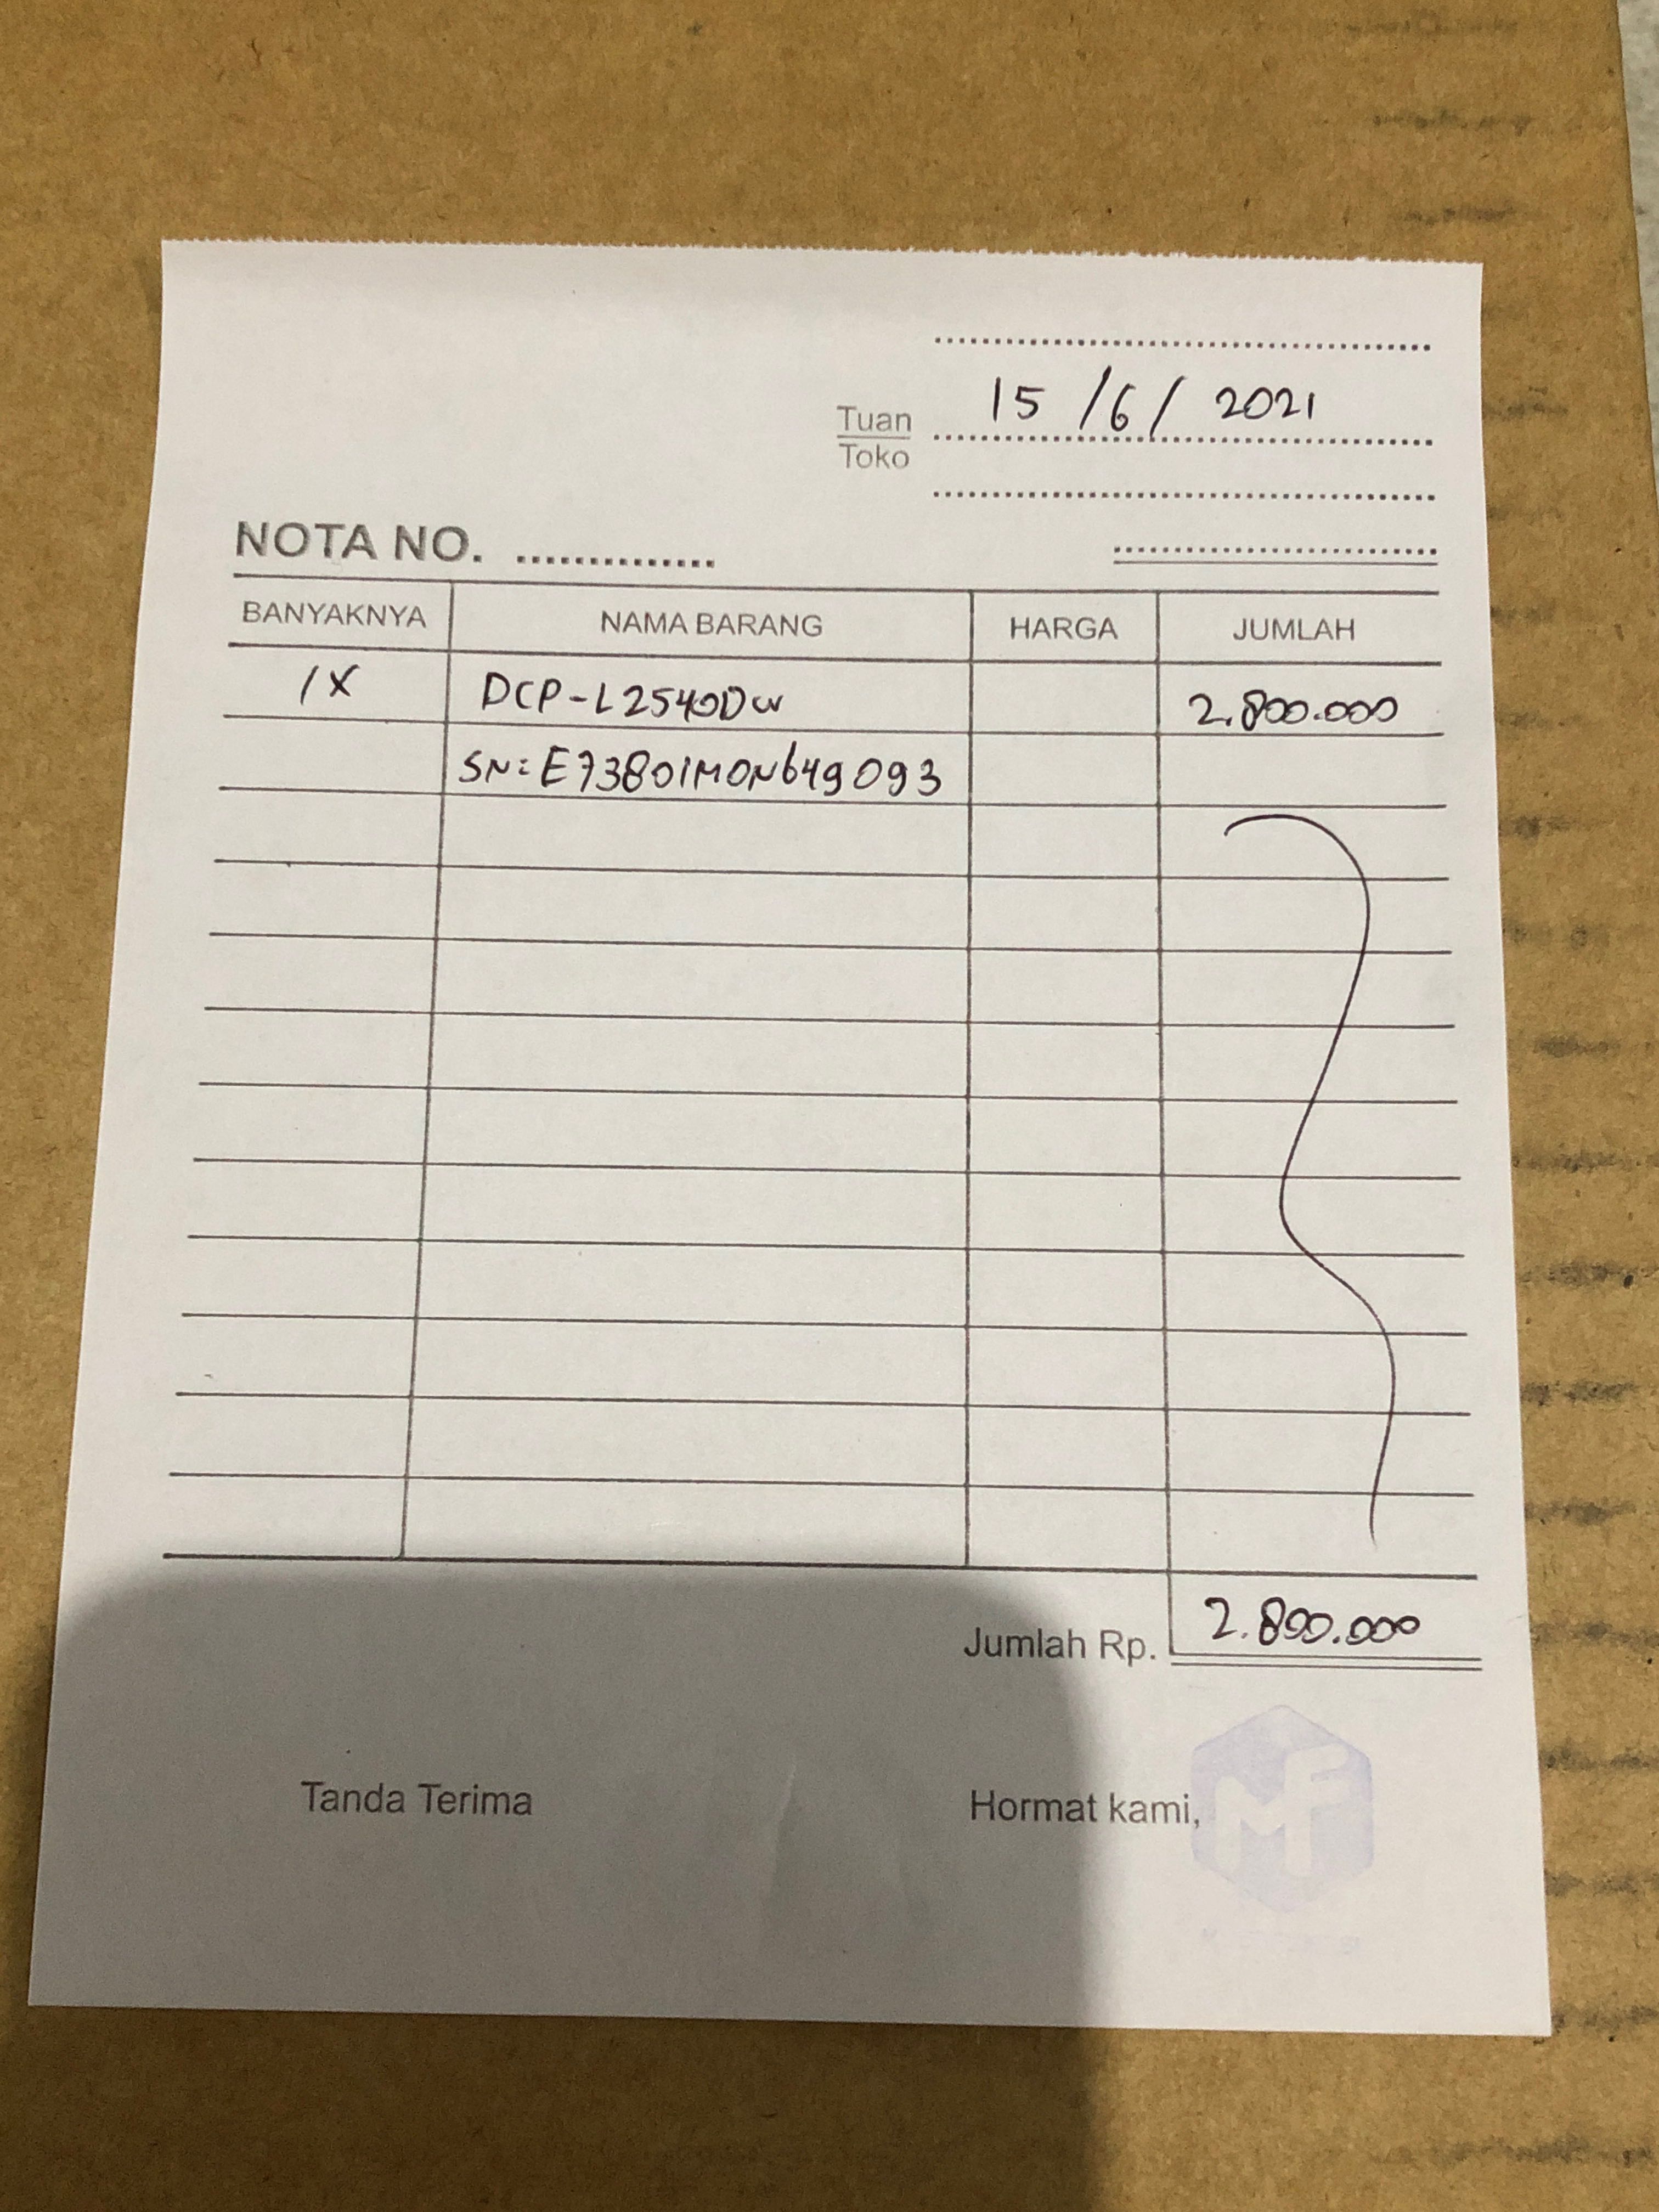 15/6/2021
Tuan
Toko
NOTA NO. ..............
BANYAKNYA NAMA BARANG HARGA JUMLAH
1X DCP-L2540DW 2.800.000
SN: E73801M0N649093
Jumlah Rp. 2.800.000
Tanda Terima Hormat kami,
MF